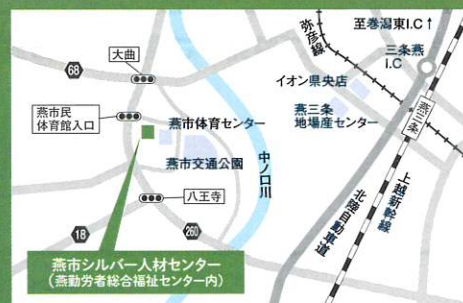 至巻潟東I.C↑
大曲
弥彦線
三条燕
I.C
68
イオン県央店
燕三条
燕市民
体育館入口
燕市体育センター
燕三条
地場産センター
燕市交通公園
中ノ口川
八王寺
上越新幹線
北陸自動車道
18
260
燕市シルバー人材センター
(燕勤労者総合福祉センター内)